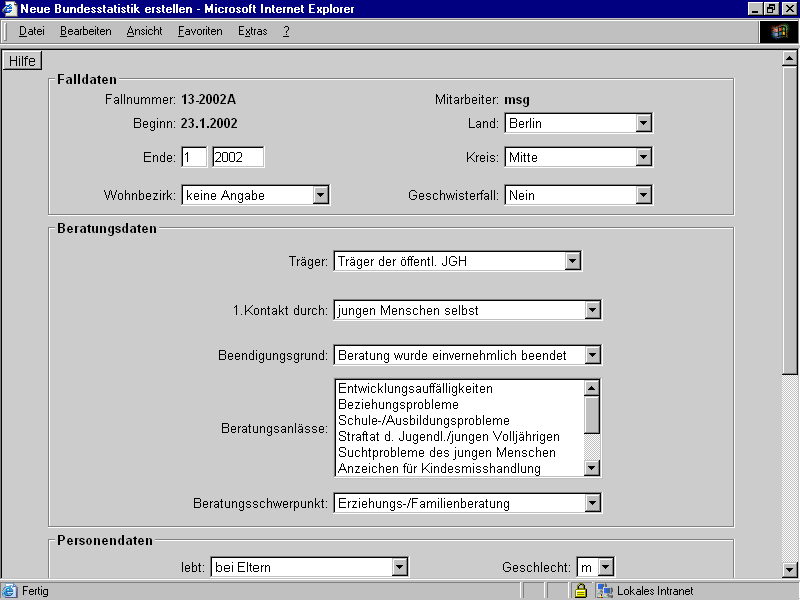 Neue Bundesstatistik erstellen - Microsoft Internet Explorer
Datei Bearbeiten Ansicht Favoriten Extras ?
Hilfe
Falldaten
Fallnummer: 13-2002A Mitarbeiter: msg
Beginn: 23.1.2002 Land: Berlin
Ende: 1 2002 Kreis: Mitte
Wohnbezirk: keine Angabe Geschwisterfall: Nein
Beratungsdaten
Träger: Träger der öffentl. JGH
1.Kontakt durch: jungen Menschen selbst
Beendigungsgrund: Beratung wurde einvernehmlich beendet
Beratungsanlässe:
Entwicklungsauffälligkeiten
Beziehungsprobleme
Schule-/Ausbildungsprobleme
Straftat d. Jugendl./jungen Volljährigen
Suchtprobleme des jungen Menschen
Anzeichen für Kindesmisshandlung
Beratungsschwerpunkt: Erziehungs-/Familienberatung
Personendaten
lebt: bei Eltern Geschlecht: m
Fertig Lokales Intranet